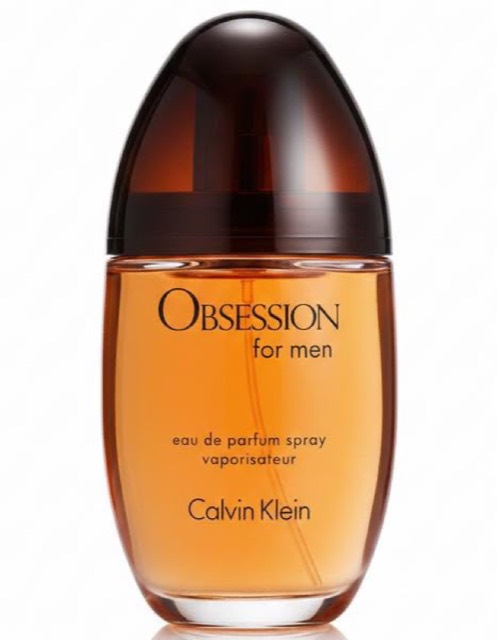 OBSESSION
for men
eau de parfum spray
vaporisateur
Calvin Klein